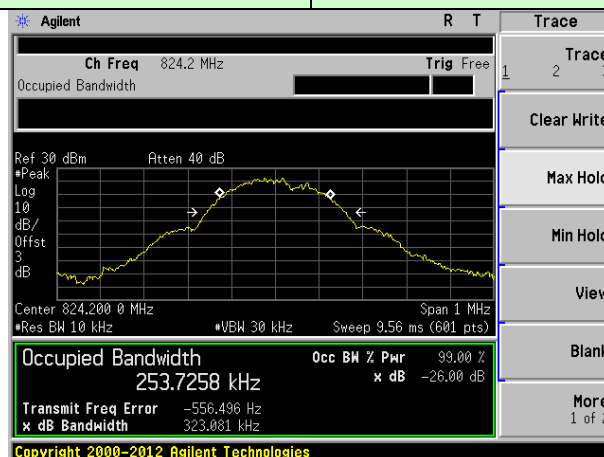 Agilent R T Trace
Ch Freq 824.2 MHz Trig Free
Occupied Bandwidth
Trace
1 2
Clear Write
Max Hold
Min Hold
View
Blank
More
1 of 2
Ref 30 dBm Atten 40 dB
#Peak
Log
10
dB/
Offst
3
dB
Center 824.200 0 MHz Span 1 MHz
#Res BW 10 kHz #VBW 30 kHz Sweep 9.56 ms (601 pts)
Occupied Bandwidth Occ BW % Pwr 99.00 %
253.7258 kHz x dB -26.00 dB
Transmit Freq Error -556.496 Hz
x dB Bandwidth 323.081 kHz
Copyright 2000-2012 Agilent Technologies